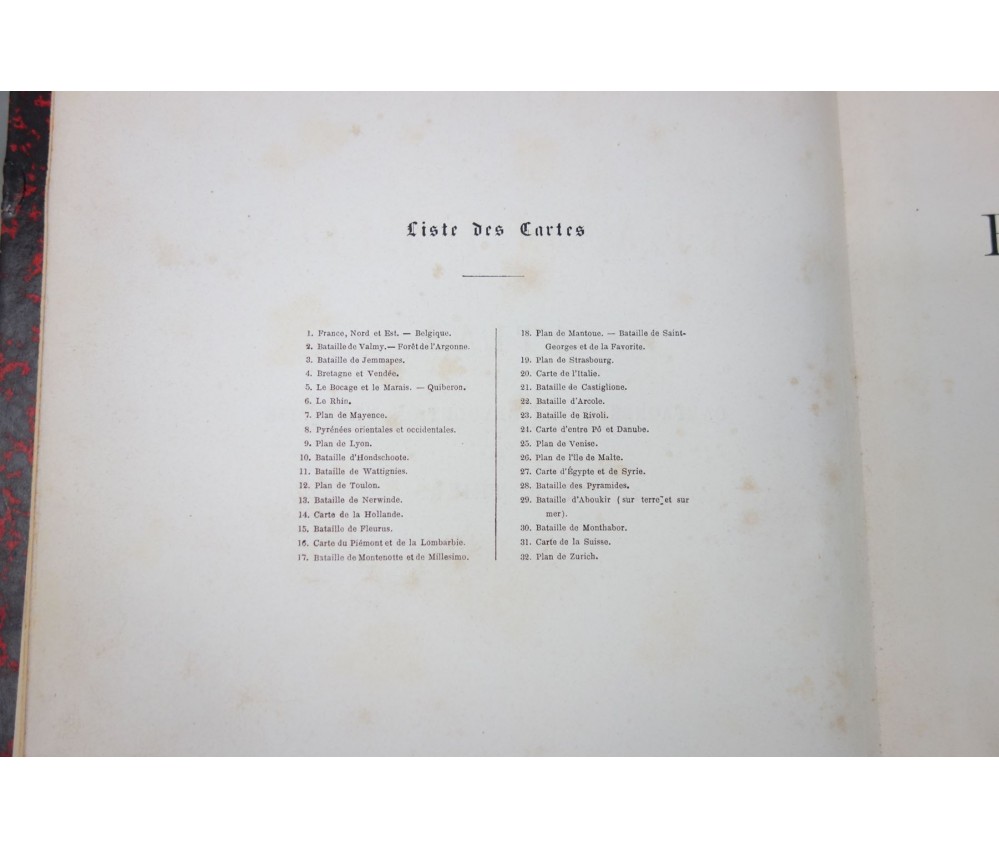 Liste des Cartes
1. France, Nord et Est. — Belgique.
2. Bataille de Valmy. — Forêt de l'Argonne.
3. Bataille de Jemmapes.
4. Bretagne et Vendée.
5. Le Bocage et le Marais. — Quiberon.
6. Le Rhin.
7. Plan de Mayence.
8. Pyrénées orientales et occidentales.
9. Plan de Lyon.
10. Bataille d'Hondschoote.
11. Bataille de Wattignies.
12. Plan de Toulon.
13. Bataille de Nerwinde.
14. Carte de la Hollande.
15. Bataille de Fleurus.
16. Carte du Piémont et de la Lombarbie.
17. Bataille de Montenotte et de Millesimo.
18. Plan de Mantoue. — Bataille de Saint-
Georges et de la Favorite.
19. Plan de Strasbourg.
20. Carte de l'Italie.
21. Bataille de Castiglione.
22. Bataille d'Arcole.
23. Bataille de Rivoli.
24. Carte d'entre Pô et Danube.
25. Plan de Venise.
26. Plan de l'île de Malte.
27. Carte d'Égypte et de Syrie.
28. Bataille des Pyramides.
29. Bataille d'Aboukir (sur terre et sur
mer).
30. Bataille de Monthabor.
31. Carte de la Suisse.
32. Plan de Zurich.